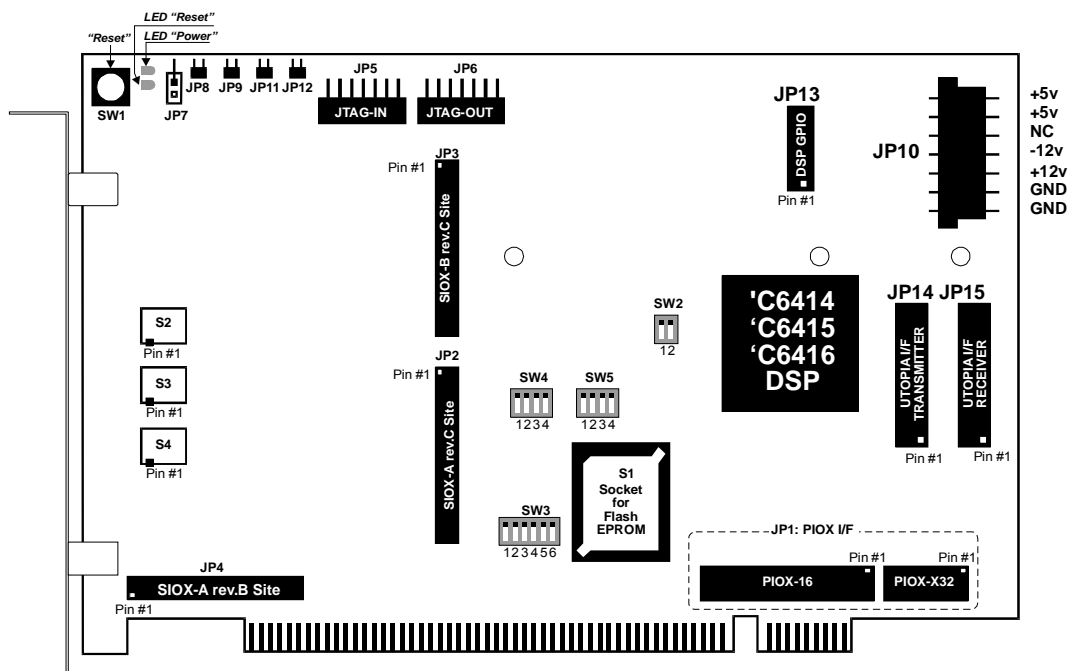 LED “Reset”
“Reset” LED “Power”
SW1
JP7
JP8 JP9 JP11 JP12
JP5
JTAG-IN
JP6
JTAG-OUT
JP13
DSP GPIO
Pin #1
JP10
+5v
+5v
NC
-12v
+12v
GND
GND
JP3
Pin #1
SIOX-B rev.C Site
S2
Pin #1
S3
Pin #1
S4
Pin #1
JP2
Pin #1
SIOX-A rev.C Site
SW2
12
'C6414
‘C6415
‘C6416
DSP
JP14 JP15
UTOPIA I/F
TRANSMITTER
Pin #1
UTOPIA I/F
RECEIVER
Pin #1
SW4
1234
SW5
1234
S1
Socket
for
Flash
EPROM
SW3
123456
JP1: PIOX I/F
Pin #1
PIOX-16
Pin #1
PIOX-X32
JP4
SIOX-A rev.B Site
Pin #1